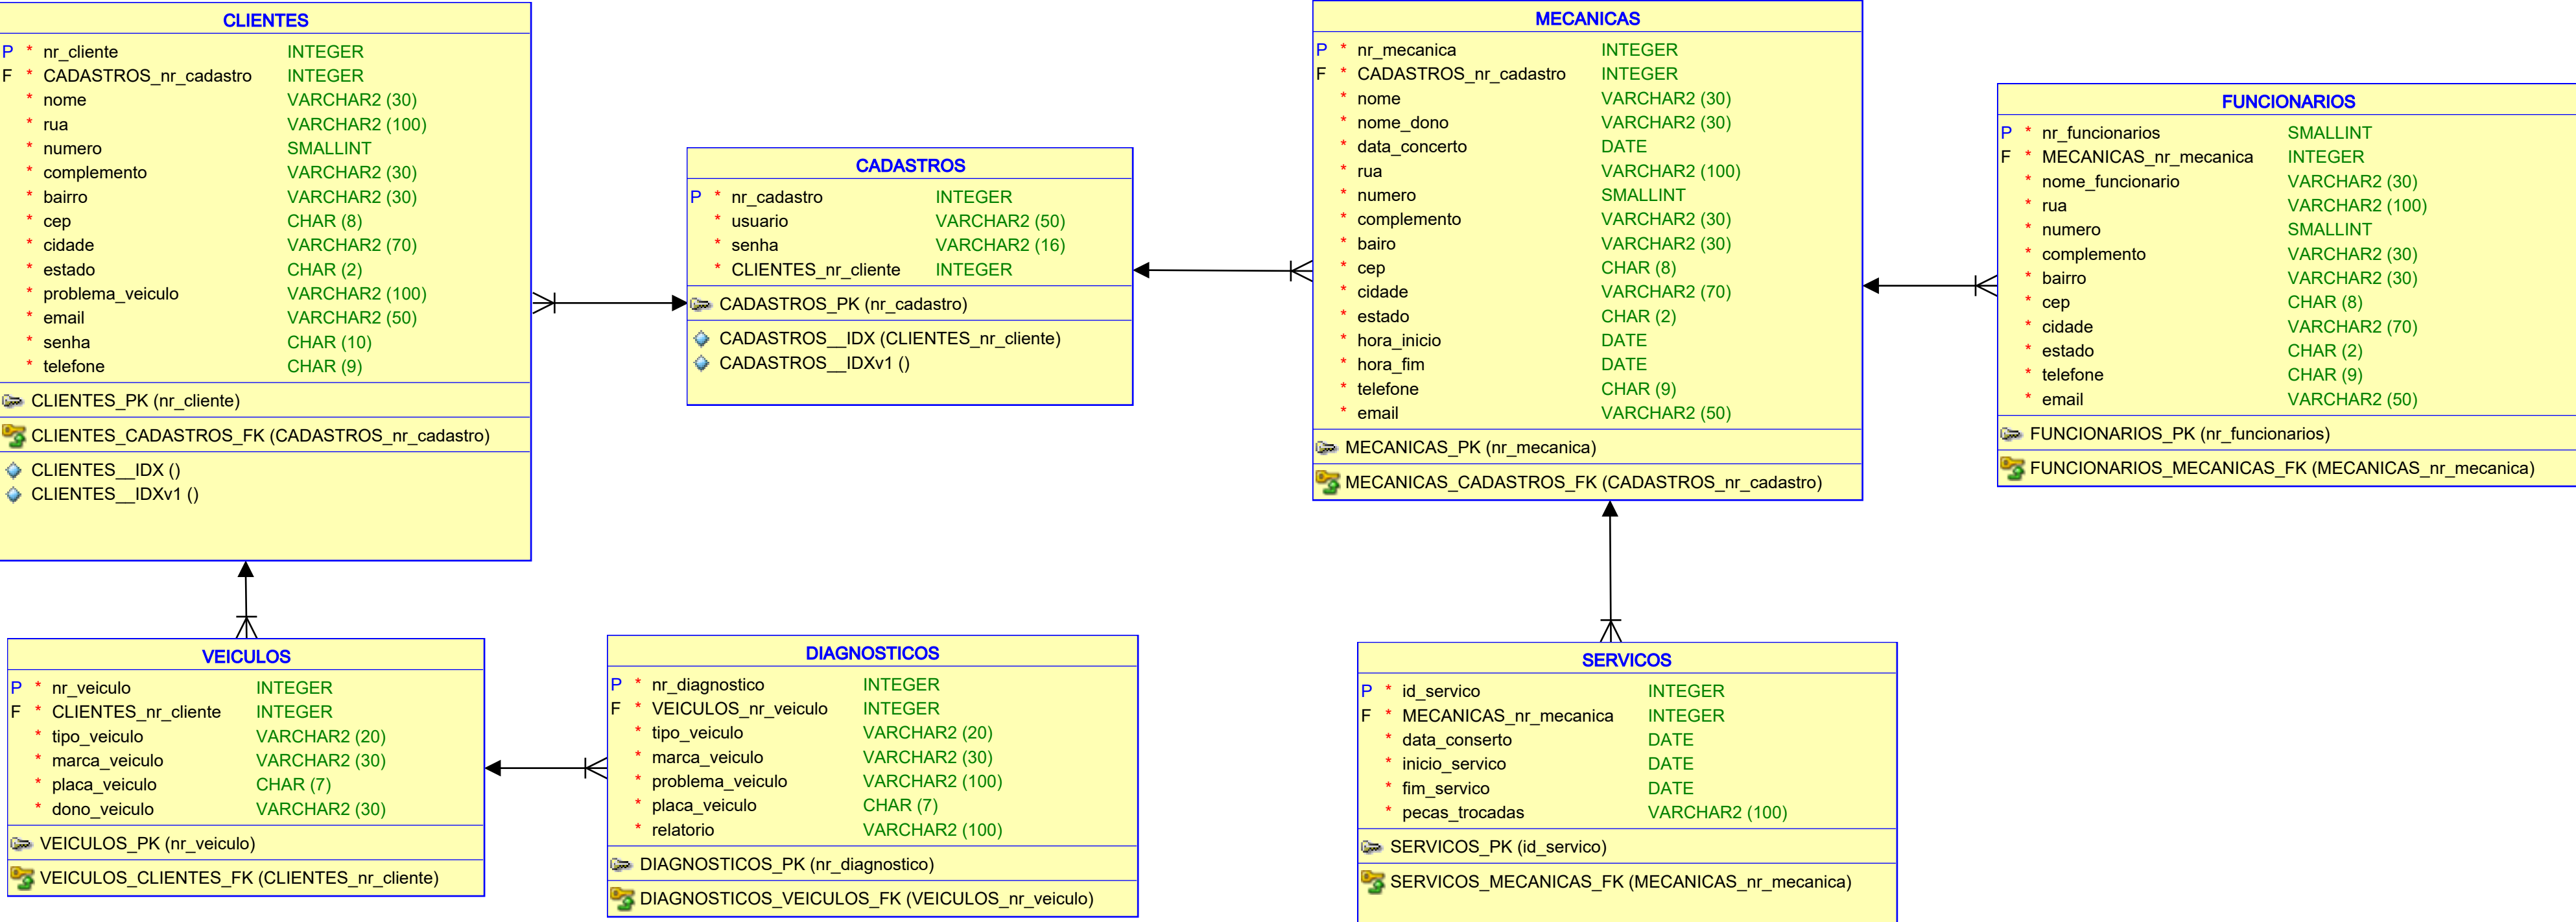 CLIENTES
P * nr_cliente INTEGER
F * CADASTROS_nr_cadastro INTEGER
* nome VARCHAR2 (30)
* rua VARCHAR2 (100)
* numero SMALLINT
* complemento VARCHAR2 (30)
* bairro VARCHAR2 (30)
* cep CHAR (8)
* cidade VARCHAR2 (70)
* estado CHAR (2)
* problema_veiculo VARCHAR2 (100)
* email VARCHAR2 (50)
* senha CHAR (10)
* telefone CHAR (9)
CLIENTES_PK (nr_cliente)
CLIENTES_CADASTROS_FK (CADASTROS_nr_cadastro)
CLIENTES__IDX ()
CLIENTES__IDXv1 ()
CADASTROS
P * nr_cadastro INTEGER
* usuario VARCHAR2 (50)
* senha VARCHAR2 (16)
* CLIENTES_nr_cliente INTEGER
CADASTROS_PK (nr_cadastro)
CADASTROS__IDX (CLIENTES_nr_cliente)
CADASTROS__IDXv1 ()
MECANICAS
P * nr_mecanica INTEGER
F * CADASTROS_nr_cadastro INTEGER
* nome VARCHAR2 (30)
* nome_dono VARCHAR2 (30)
* data_concerto DATE
* rua VARCHAR2 (100)
* numero SMALLINT
* complemento VARCHAR2 (30)
* bairo VARCHAR2 (30)
* cep CHAR (8)
* cidade VARCHAR2 (70)
* estado CHAR (2)
* hora_inicio DATE
* hora_fim DATE
* telefone CHAR (9)
* email VARCHAR2 (50)
MECANICAS_PK (nr_mecanica)
MECANICAS_CADASTROS_FK (CADASTROS_nr_cadastro)
FUNCIONARIOS
P * nr_funcionarios SMALLINT
F * MECANICAS_nr_mecanica INTEGER
* nome_funcionario VARCHAR2 (30)
* rua VARCHAR2 (100)
* numero SMALLINT
* complemento VARCHAR2 (30)
* bairro VARCHAR2 (30)
* cep CHAR (8)
* cidade VARCHAR2 (70)
* estado CHAR (2)
* telefone CHAR (9)
* email VARCHAR2 (50)
FUNCIONARIOS_PK (nr_funcionarios)
FUNCIONARIOS_MECANICAS_FK (MECANICAS_nr_mecanica)
VEICULOS
P * nr_veiculo INTEGER
F * CLIENTES_nr_cliente INTEGER
* tipo_veiculo VARCHAR2 (20)
* marca_veiculo VARCHAR2 (30)
* placa_veiculo CHAR (7)
* dono_veiculo VARCHAR2 (30)
VEICULOS_PK (nr_veiculo)
VEICULOS_CLIENTES_FK (CLIENTES_nr_cliente)
DIAGNOSTICOS
P * nr_diagnostico INTEGER
F * VEICULOS_nr_veiculo INTEGER
* tipo_veiculo VARCHAR2 (20)
* marca_veiculo VARCHAR2 (30)
* problema_veiculo VARCHAR2 (100)
* placa_veiculo CHAR (7)
* relatorio VARCHAR2 (100)
DIAGNOSTICOS_PK (nr_diagnostico)
DIAGNOSTICOS_VEICULOS_FK (VEICULOS_nr_veiculo)
SERVICOS
P * id_servico INTEGER
F * MECANICAS_nr_mecanica INTEGER
* data_conserto DATE
* inicio_servico DATE
* fim_servico DATE
* pecas_trocadas VARCHAR2 (100)
SERVICOS_PK (id_servico)
SERVICOS_MECANICAS_FK (MECANICAS_nr_mecanica)